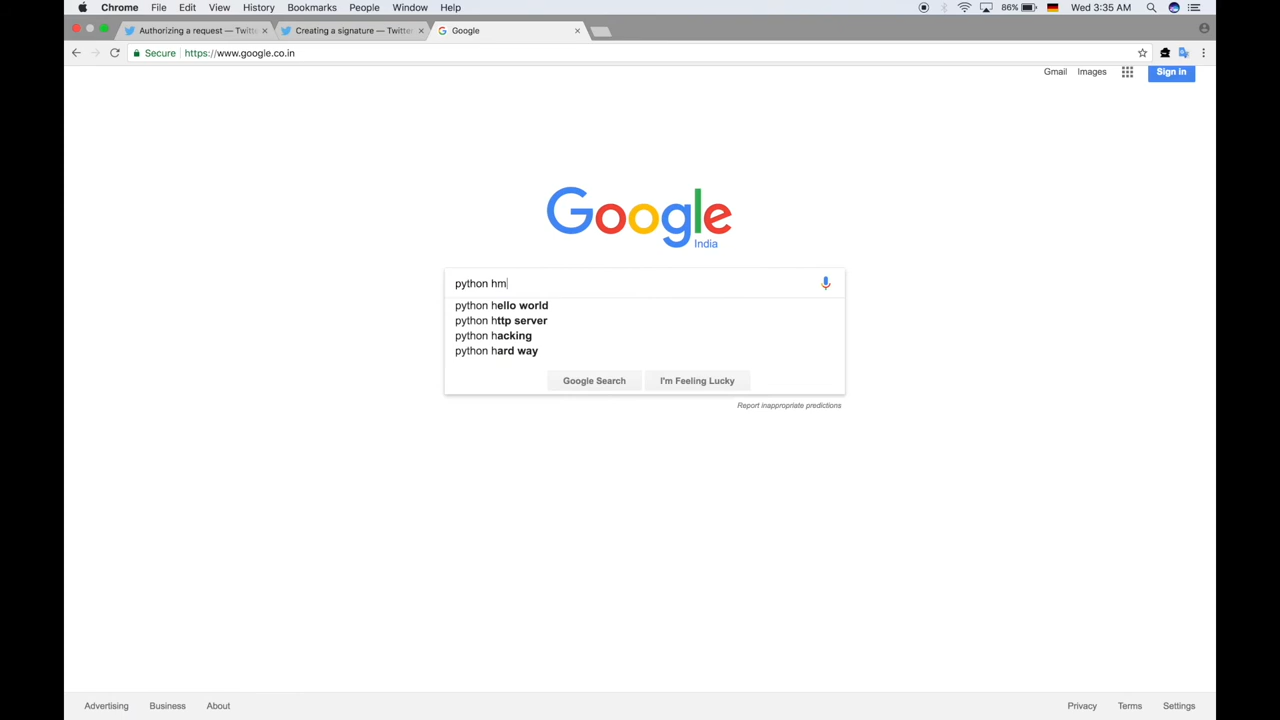 Chrome File Edit View History Bookmarks People Window Help 86% Wed 3:35 AM
Authorizing a request — Twitte Creating a signature — Twitter Google
Secure https://www.google.co.in
Gmail Images Sign in
Google
India
python hm
python hello world
python http server
python hacking
python hard way
Google Search I'm Feeling Lucky
Report inappropriate predictions
Advertising Business About Privacy Terms Settings